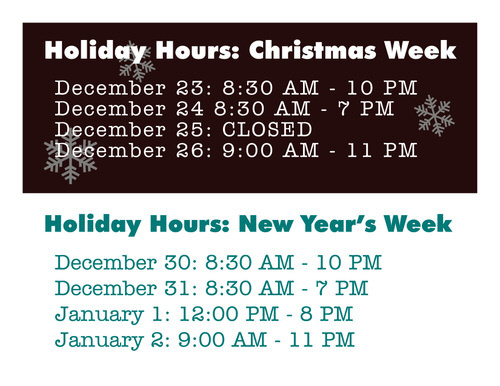 Holiday Hours: Christmas Week
December 23: 8:30 AM - 10 PM
December 24 8:30 AM - 7 PM
December 25: CLOSED
December 26: 9:00 AM - 11 PM
Holiday Hours: New Year's Week
December 30: 8:30 AM - 10 PM
December 31: 8:30 AM - 7 PM
January 1: 12:00 PM - 8 PM
January 2: 9:00 AM - 11 PM